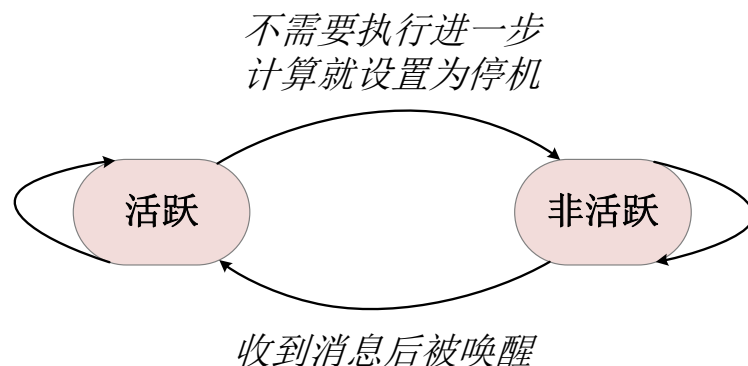 不需要执行进一步
计算就设置为停机
活跃
非活跃
收到消息后被唤醒